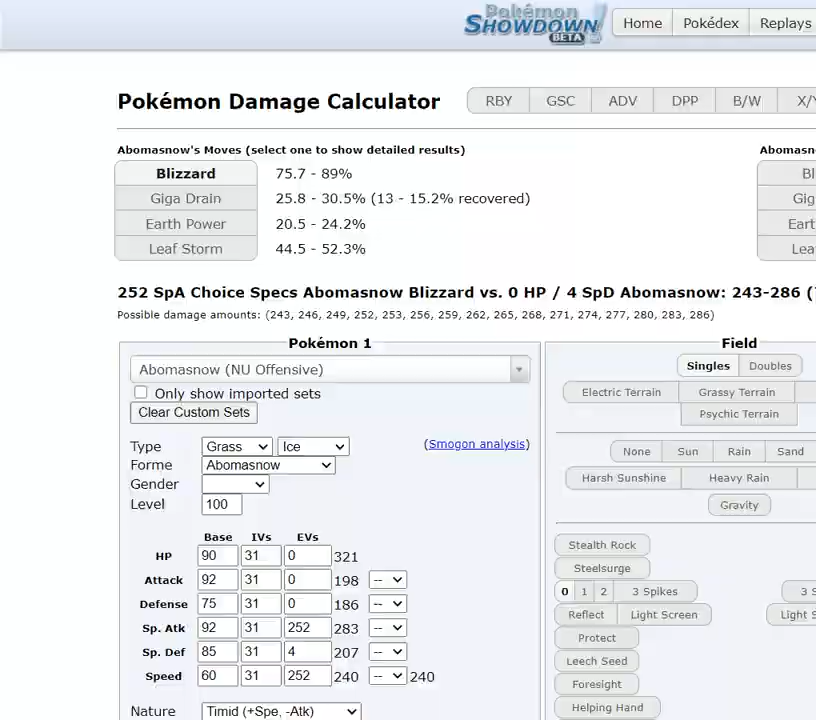 Pokémon
SHOWDOWN!
BETA
Home Pokédex Replays
Pokémon Damage Calculator
RBY GSC ADV DPP B/W X/Y
Abomasnow's Moves (select one to show detailed results) Abomasn
Blizzard 75.7 - 89% Bl
Giga Drain 25.8 - 30.5% (13 - 15.2% recovered) Gig
Earth Power 20.5 - 24.2% Eart
Leaf Storm 44.5 - 52.3% Lea
252 SpA Choice Specs Abomasnow Blizzard vs. 0 HP / 4 SpD Abomasnow: 243-286 (
Possible damage amounts: (243, 246, 249, 252, 253, 256, 259, 262, 265, 268, 271, 274, 277, 280, 283, 286)
Pokémon 1
Abomasnow (NU Offensive)
Only show imported sets
Clear Custom Sets
Type Grass Ice (Smogon analysis)
Forme Abomasnow
Gender
Level 100
Base IVs EVs
HP 90 31 0 321
Attack 92 31 0 198 --
Defense 75 31 0 186 --
Sp. Atk 92 31 252 283 --
Sp. Def 85 31 4 207 --
Speed 60 31 252 240 -- 240
Nature Timid (+Spe, -Atk)
Field
Singles Doubles
Electric Terrain Grassy Terrain
Psychic Terrain
None Sun Rain Sand
Harsh Sunshine Heavy Rain
Gravity
Stealth Rock
Steelsurge
0 1 2 3 Spikes 3 S
Reflect Light Screen Light S
Protect
Leech Seed
Foresight
Helping Hand